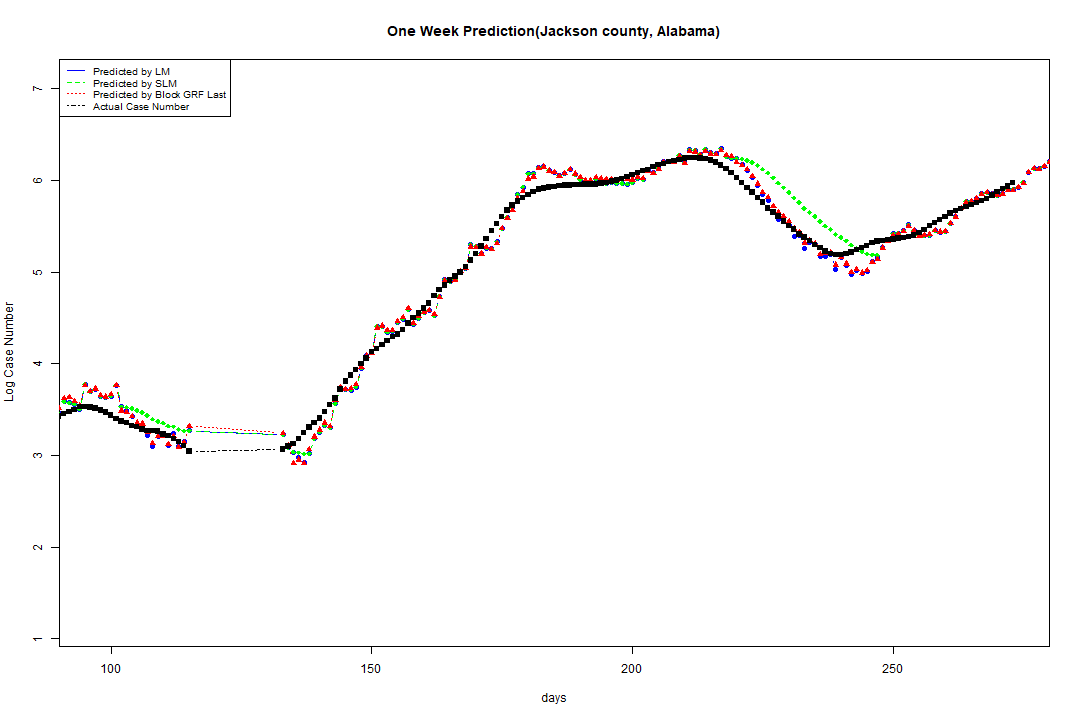 One Week Prediction(Jackson county, Alabama)
Predicted by LM
Predicted by SLM
Predicted by Block GRF Last
Actual Case Number
7
6
5
4
3
2
1
Log Case Number
100 150 200 250
days